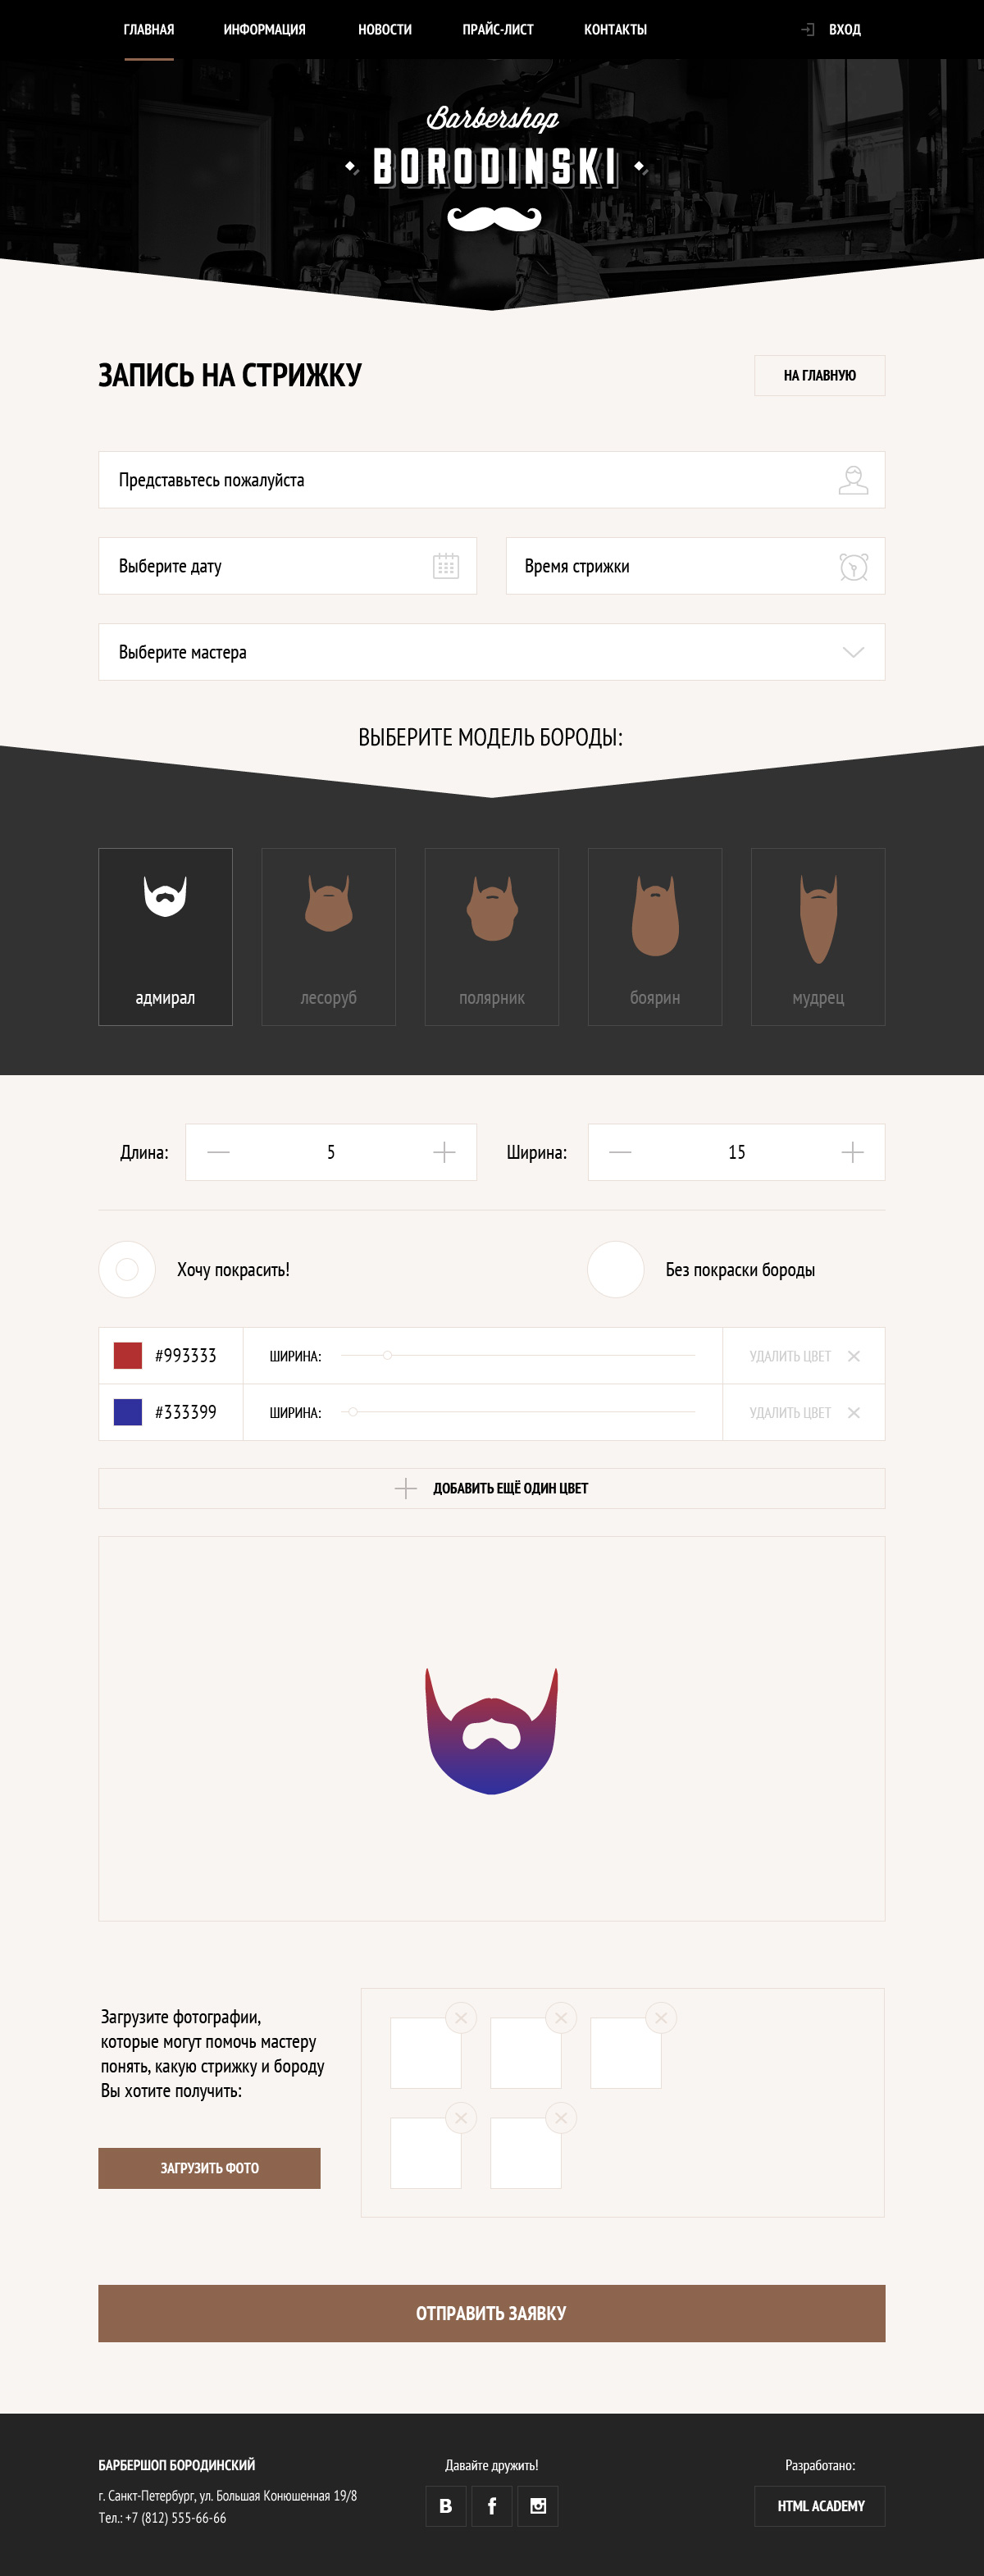 ГЛАВНАЯ ИНФОРМАЦИЯ НОВОСТИ ПРАЙС-ЛИСТ КОНТАКТЫ ВХОД
Barbershop
BORODINSKI
ЗАПИСЬ НА СТРИЖКУ
НА ГЛАВНУЮ
Представьтесь пожалуйста
Выберите дату
Время стрижки
Выберите мастера
ВЫБЕРИТЕ МОДЕЛЬ БОРОДЫ:
адмирал
лесоруб
полярник
боярин
мудрец
Длина: 5
Ширина: 15
Хочу покрасить!
Без покраски бороды
#993333 ШИРИНА: УДАЛИТЬ ЦВЕТ
#333399 ШИРИНА: УДАЛИТЬ ЦВЕТ
ДОБАВИТЬ ЕЩЁ ОДИН ЦВЕТ
Загрузите фотографии,
которые могут помочь мастеру
понять, какую стрижку и бороду
Вы хотите получить:
ЗАГРУЗИТЬ ФОТО
ОТПРАВИТЬ ЗАЯВКУ
БАРБЕРШОП БОРОДИНСКИЙ
г. Санкт-Петербург, ул. Большая Конюшенная 19/8
Тел.: +7 (812) 555-66-66
Давайте дружить!
Разработано:
HTML ACADEMY